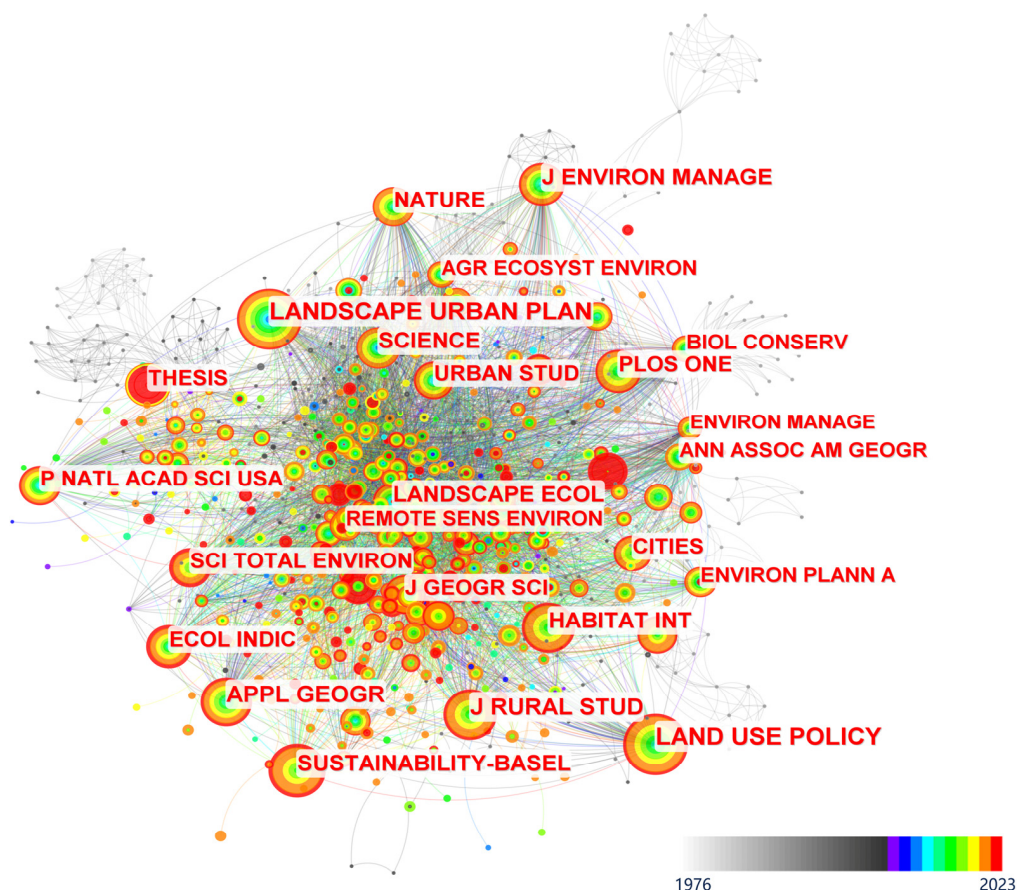 J ENVIRON MANAGE
NATURE
AGR ECOSYST ENVIRON
LANDSCAPE URBAN PLAN
SCIENCE
BIOL CONSERV
PLOS ONE
URBAN STUD
THESIS
ENVIRON MANAGE
ANN ASSOC AM GEOGR
P NATL ACAD SCI USA
LANDSCAPE ECOL
REMOTE SENS ENVIRON
CITIES
SCI TOTAL ENVIRON
ENVIRON PLANN A
J GEOGR SCI
HABITAT INT
ECOL INDIC
APPL GEOGR
J RURAL STUD
LAND USE POLICY
SUSTAINABILITY-BASEL
1976 2023